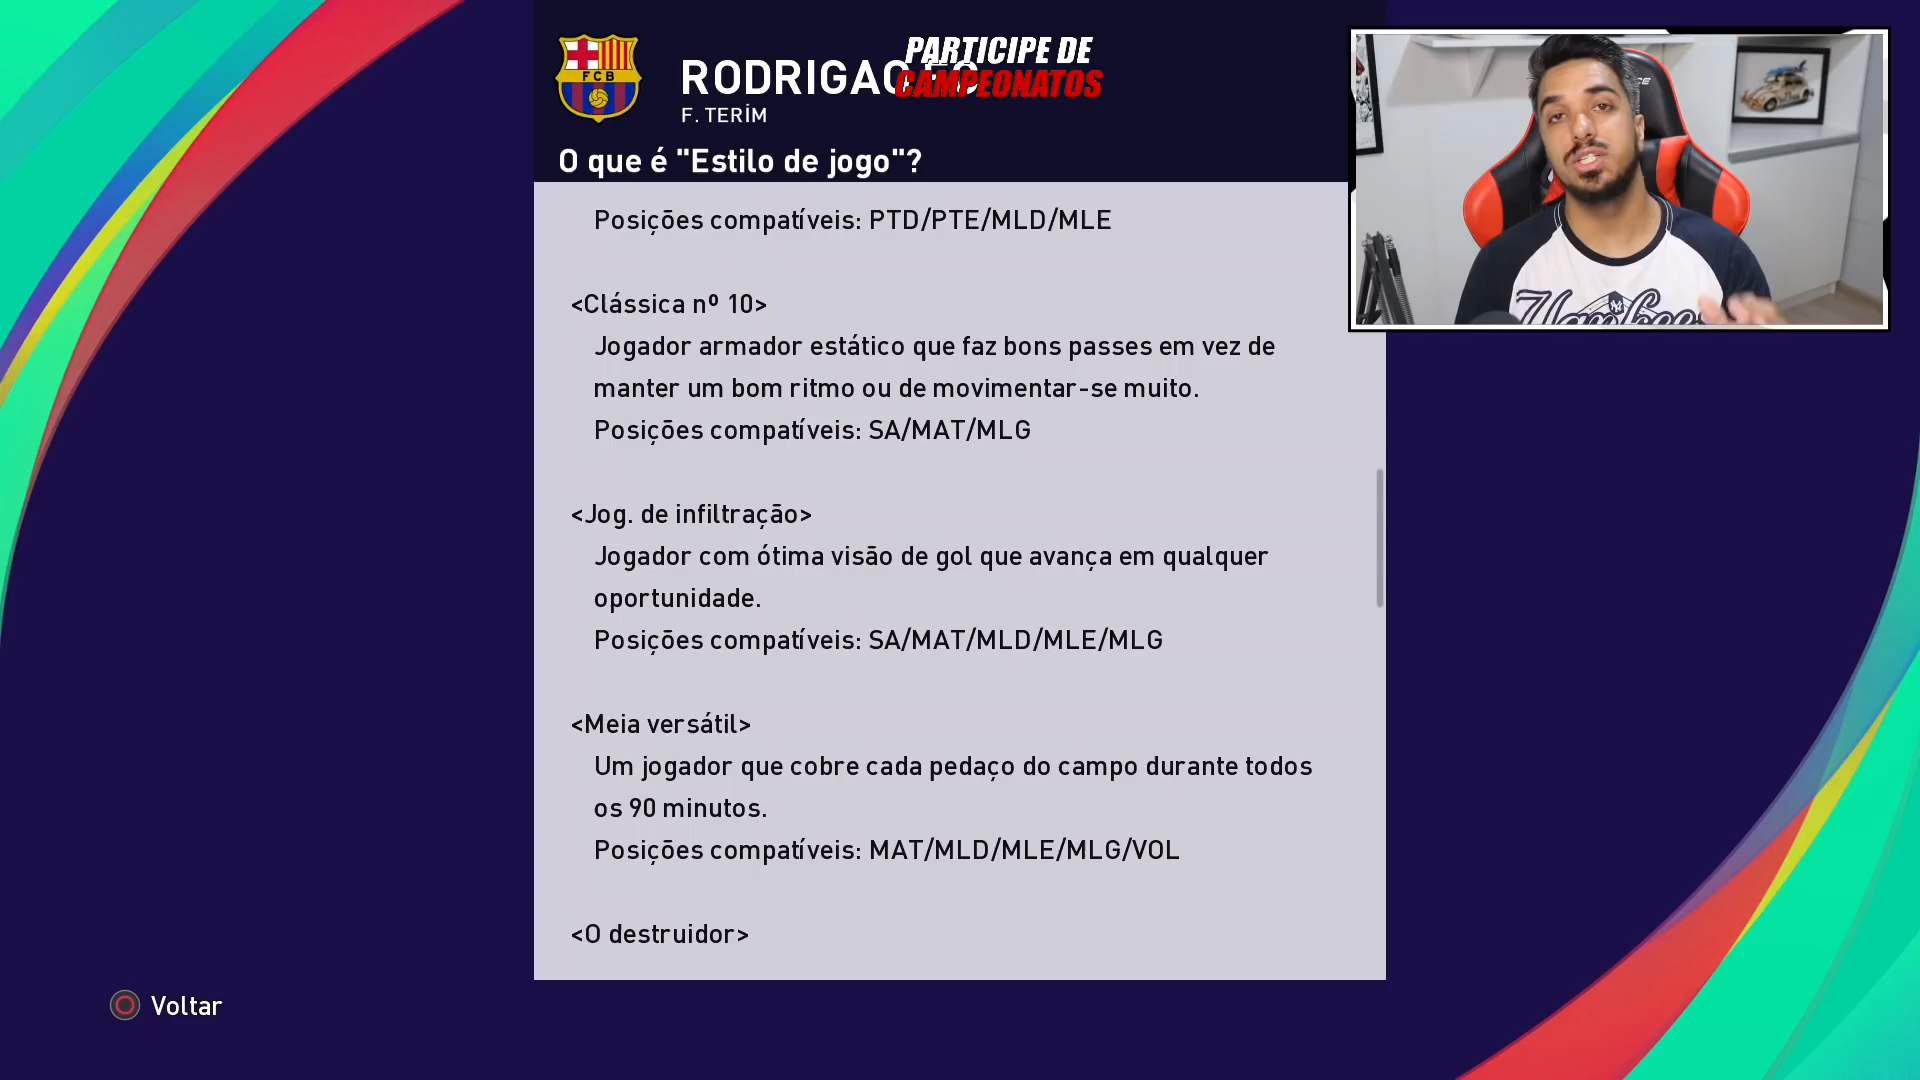 PARTICIPE DE
CAMPEONATOS
FCB
F. TERİM
O que é "Estilo de jogo"?
Posições compatíveis: PTD/PTE/MLD/MLE
<Clássica nº 10>
Jogador armador estático que faz bons passes em vez de
manter um bom ritmo ou de movimentar-se muito.
Posições compatíveis: SA/MAT/MLG
<Jog. de infiltração>
Jogador com ótima visão de gol que avança em qualquer
oportunidade.
Posições compatíveis: SA/MAT/MLD/MLE/MLG
<Meia versátil>
Um jogador que cobre cada pedaço do campo durante todos
os 90 minutos.
Posições compatíveis: MAT/MLD/MLE/MLG/VOL
<O destruidor>
Voltar